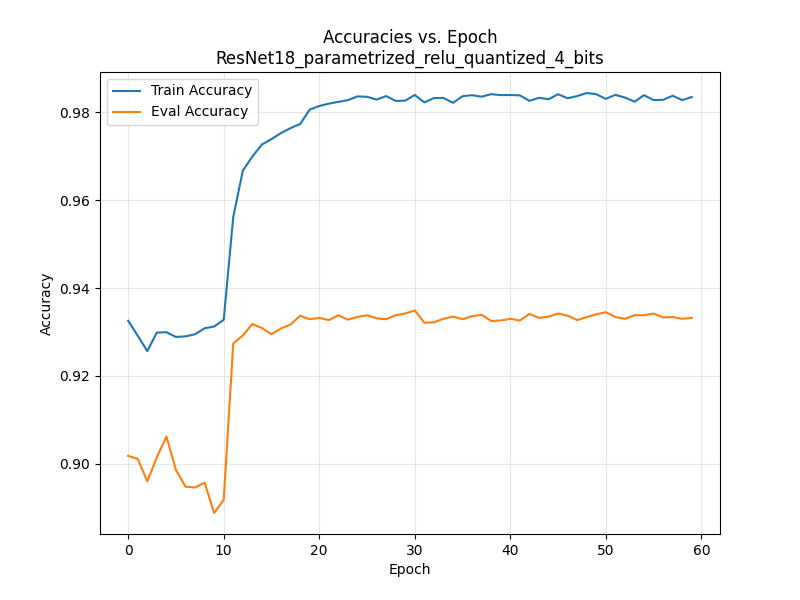 Accuracies vs. Epoch
ResNet18_parametrized_relu_quantized_4_bits
Train Accuracy
Eval Accuracy
0.98
0.96
0.94
0.92
0.90
Accuracy
0 10 20 30 40 50 60
Epoch